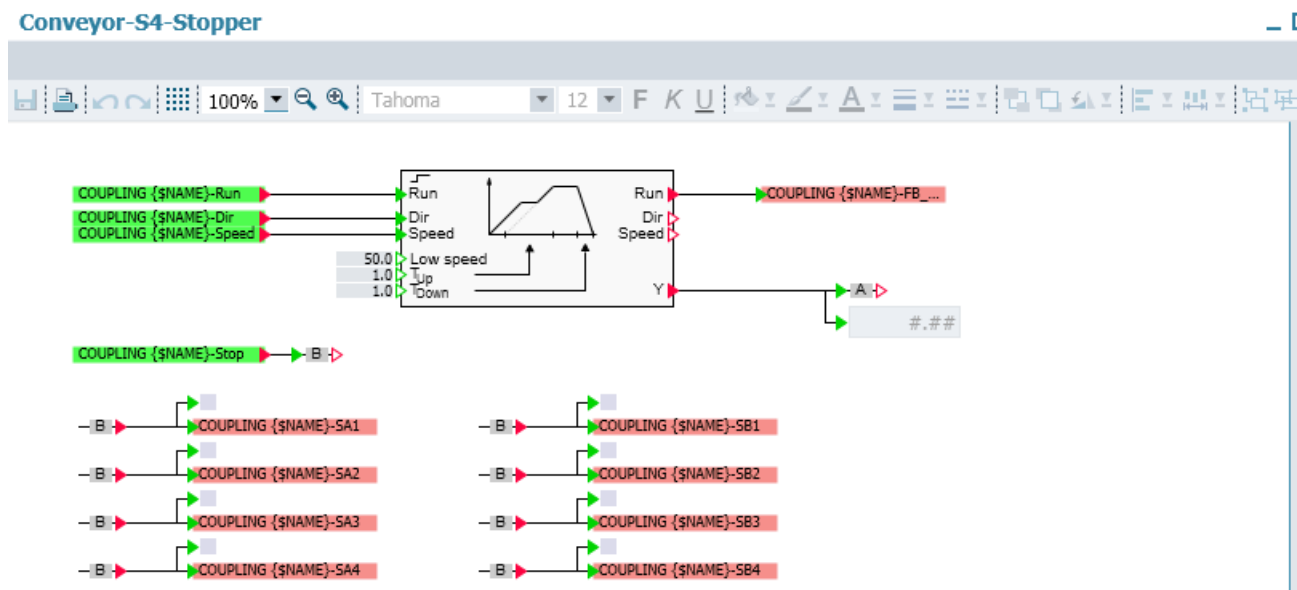 Conveyor-S4-Stopper
100% Tahoma 12 F K U A
COUPLING {$NAME}-Run Run Run COUPLING {$NAME}-FB_...
COUPLING {$NAME}-Dir Dir Dir
COUPLING {$NAME}-Speed Speed Speed
50.0 Low speed
1.0 TUp
1.0 TDown Y A
#.##
COUPLING {$NAME}-Stop B
B COUPLING {$NAME}-SA1 B COUPLING {$NAME}-SB1
B COUPLING {$NAME}-SA2 B COUPLING {$NAME}-SB2
B COUPLING {$NAME}-SA3 B COUPLING {$NAME}-SB3
B COUPLING {$NAME}-SA4 B COUPLING {$NAME}-SB4